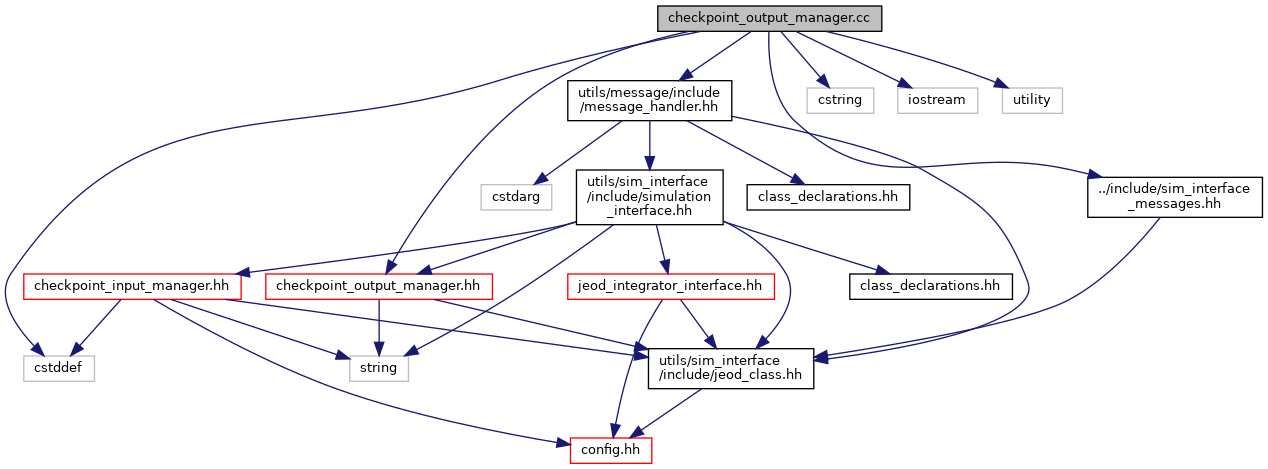 checkpoint_output_manager.cc
utils/message/include
/message_handler.hh
cstring
iostream
utility
cstdarg
utils/sim_interface
/include/simulation
_interface.hh
class_declarations.hh
../include/sim_interface
_messages.hh
checkpoint_input_manager.hh
checkpoint_output_manager.hh
jeod_integrator_interface.hh
class_declarations.hh
cstddef
string
utils/sim_interface
/include/jeod_class.hh
config.hh